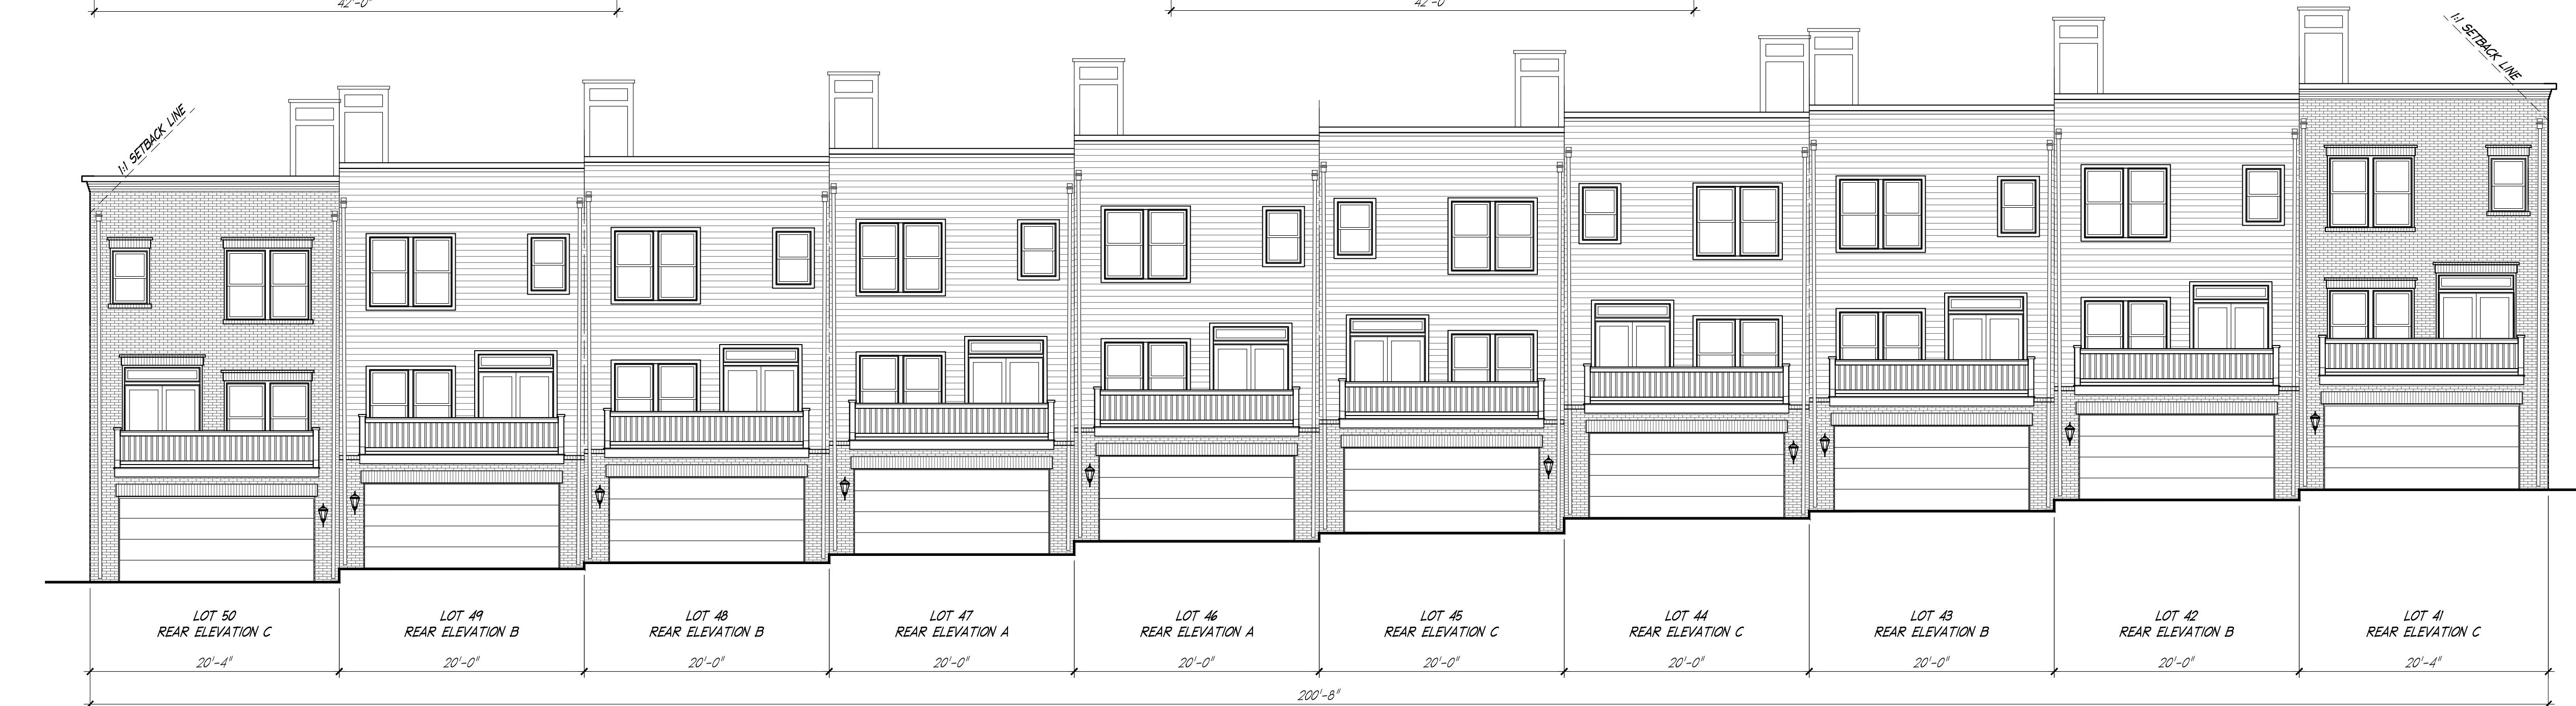 42'-0"
42'-0"
1:1 SETBACK LINE
1:1 SETBACK LINE
LOT 50
REAR ELEVATION C
LOT 49
REAR ELEVATION B
LOT 48
REAR ELEVATION B
LOT 47
REAR ELEVATION A
LOT 46
REAR ELEVATION A
LOT 45
REAR ELEVATION C
LOT 44
REAR ELEVATION C
LOT 43
REAR ELEVATION B
LOT 42
REAR ELEVATION B
LOT 41
REAR ELEVATION C
20'-4"
20'-0"
20'-0"
20'-0"
20'-0"
20'-0"
20'-0"
20'-0"
20'-0"
20'-4"
200'-8"